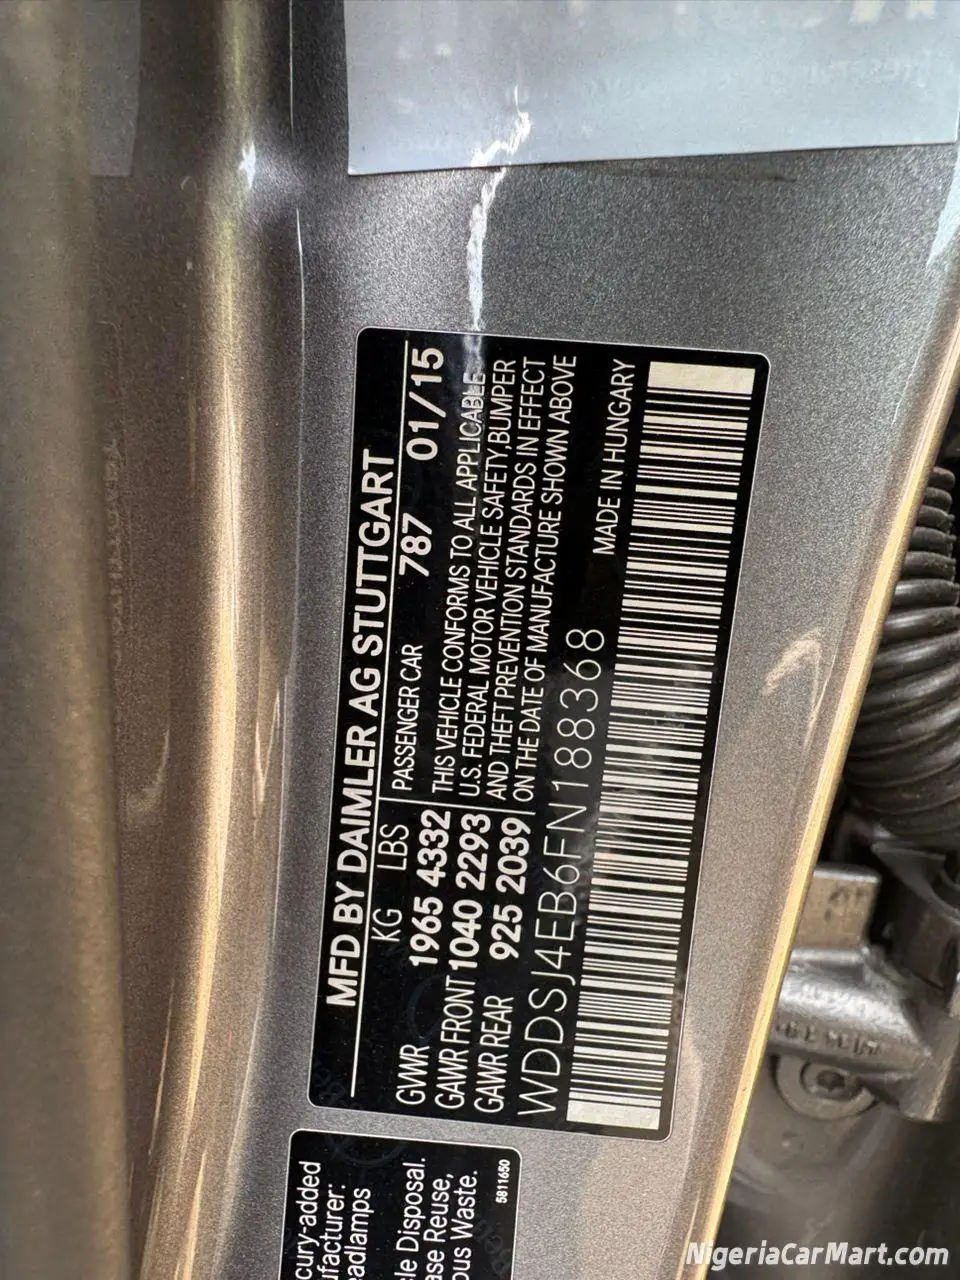 MFD BY DAIMLER AG STUTTGART
KG LBS PASSENGER CAR 787 01/15
GVWR 1965 4332 THIS VEHICLE CONFORMS TO ALL APPLICABLE
GAWR FRONT 1040 2293 U.S. FEDERAL MOTOR VEHICLE SAFETY,BUMPER
GAWR REAR 925 2039 AND THEFT PREVENTION STANDARDS IN EFFECT
ON THE DATE OF MANUFACTURE SHOWN ABOVE
WDDSJ4EB6FN188368 MADE IN HUNGARY
cury-added
ufacturer:
eadlamps
cle Disposal.
ase Reuse,
ous Waste.
5811650
NigeriaCarMart.com